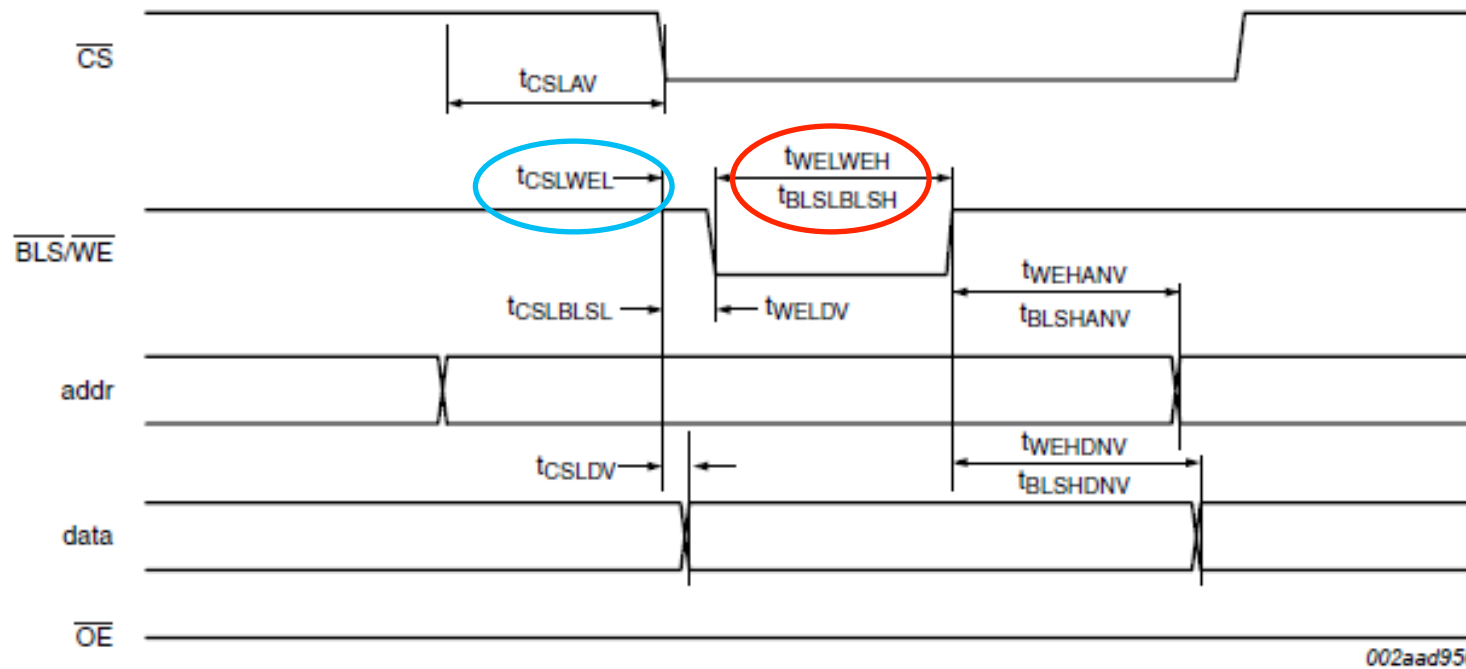 CS
tCSLAV
tCSLWEL
tWELWEH
tBLSLBLSH
BLS/WE
tWEHANV
tCSLBLSL
tWELDV
tBLSHANV
addr
tWEHDNV
tCSLDV
tBLSHDNV
data
OE
002aad95